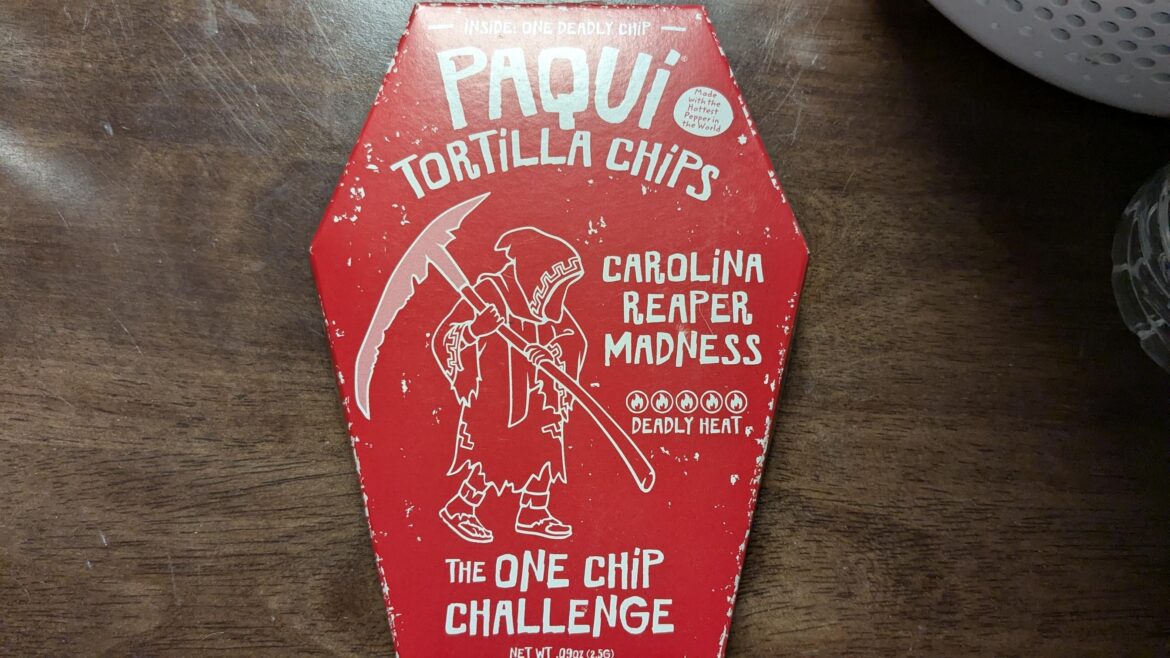 INSIDE: ONE DEADLY CHIP
PAQUI®
Made
with the
Hottest
Pepper in
the World
TORTILLA CHIPS
CAROLINA
REAPER
MADNESS
DEADLY HEAT
THE ONE CHIP
CHALLENGE
NET WT .09OZ (2.5G)